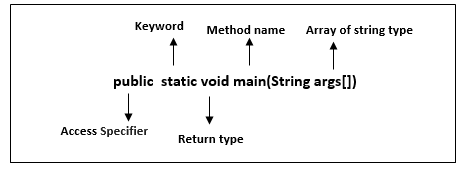 Keyword Method name Array of string type
public static void main(String args[])
Access Specifier Return type